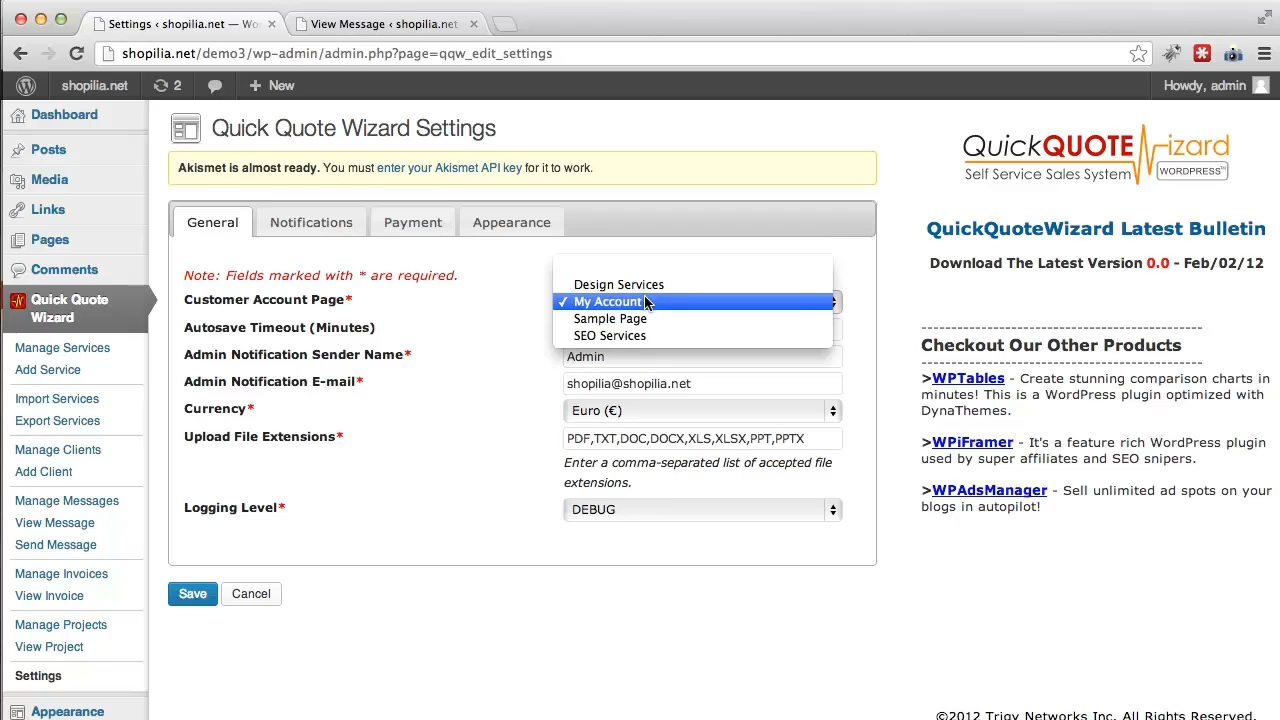 Settings ‹ shopilia.net — Wo
View Message ‹ shopilia.net
shopilia.net/demo3/wp-admin/admin.php?page=qqw_edit_settings
shopilia.net
2
New
Howdy, admin
Dashboard
Posts
Media
Links
Pages
Comments
Quick Quote
Wizard
Manage Services
Add Service
Import Services
Export Services
Manage Clients
Add Client
Manage Messages
View Message
Send Message
Manage Invoices
View Invoice
Manage Projects
View Project
Settings
Appearance
Quick Quote Wizard Settings
Akismet is almost ready. You must enter your Akismet API key for it to work.
General
Notifications
Payment
Appearance
Note: Fields marked with * are required.
Customer Account Page*
Design Services
✓ My Account
Sample Page
SEO Services
Autosave Timeout (Minutes)
Admin Notification Sender Name*
Admin
Admin Notification E-mail*
shopilia@shopilia.net
Currency*
Euro (€)
Upload File Extensions*
PDF,TXT,DOC,DOCX,XLS,XLSX,PPT,PPTX
Enter a comma-separated list of accepted file
extensions.
Logging Level*
DEBUG
Save
Cancel
QuickQUOTEWizard
Self Service Sales System
WORDPRESS™
QuickQuoteWizard Latest Bulletin
Download The Latest Version 0.0 - Feb/02/12
----------------------------------------
Checkout Our Other Products
----------------------------------------
>WPTables - Create stunning comparison charts in
minutes! This is a WordPress plugin optimized with
DynaThemes.
>WPiFramer - It's a feature rich WordPress plugin
used by super affiliates and SEO snipers.
>WPAdsManager - Sell unlimited ad spots on your
blogs in autopilot!
©2012 Trigy Networks Inc. All Rights Reserved.